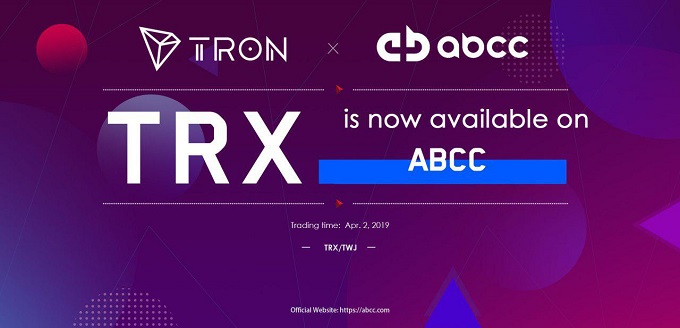 TRON × abcc
TRX
is now available on
ABCC
Trading time: Apr. 2, 2019
— TRX/TWJ —
Official Website: https://abcc.com